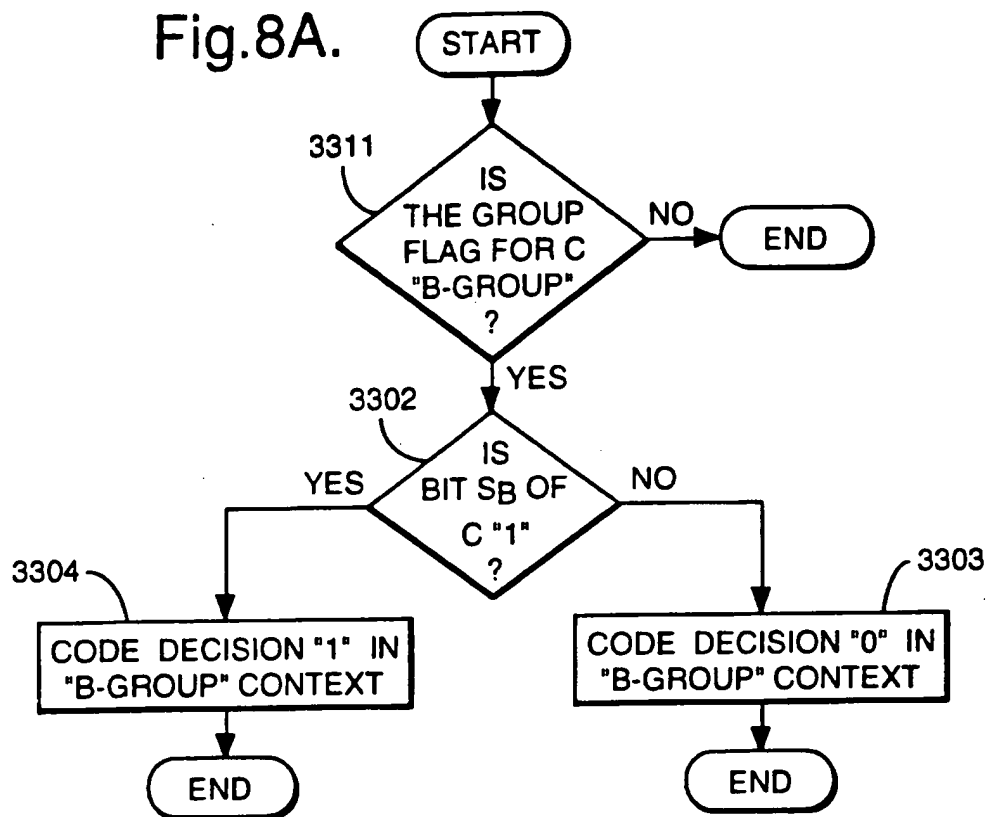 Fig.8A.
START
3311
IS
THE GROUP
FLAG FOR C
"B-GROUP"
?
NO
END
YES
3302
IS
BIT SB OF
C "1"
?
YES
NO
3304
CODE DECISION "1" IN
"B-GROUP" CONTEXT
END
3303
CODE DECISION "0" IN
"B-GROUP" CONTEXT
END